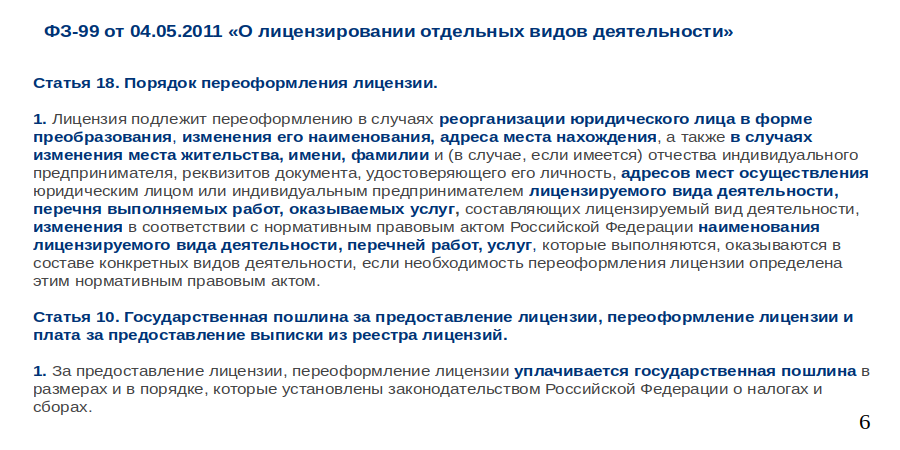 ФЗ-99 от 04.05.2011 «О лицензировании отдельных видов деятельности»
Статья 18. Порядок переоформления лицензии.
1. Лицензия подлежит переоформлению в случаях реорганизации юридического лица в форме
преобразования, изменения его наименования, адреса места нахождения, а также в случаях
изменения места жительства, имени, фамилии и (в случае, если имеется) отчества индивидуального
предпринимателя, реквизитов документа, удостоверяющего его личность, адресов мест осуществления
юридическим лицом или индивидуальным предпринимателем лицензируемого вида деятельности,
перечня выполняемых работ, оказываемых услуг, составляющих лицензируемый вид деятельности,
изменения в соответствии с нормативным правовым актом Российской Федерации наименования
лицензируемого вида деятельности, перечней работ, услуг, которые выполняются, оказываются в
составе конкретных видов деятельности, если необходимость переоформления лицензии определена
этим нормативным правовым актом.
Статья 10. Государственная пошлина за предоставление лицензии, переоформление лицензии и
плата за предоставление выписки из реестра лицензий.
1. За предоставление лицензии, переоформление лицензии уплачивается государственная пошлина в
размерах и в порядке, которые установлены законодательством Российской Федерации о налогах и
сборах.
6